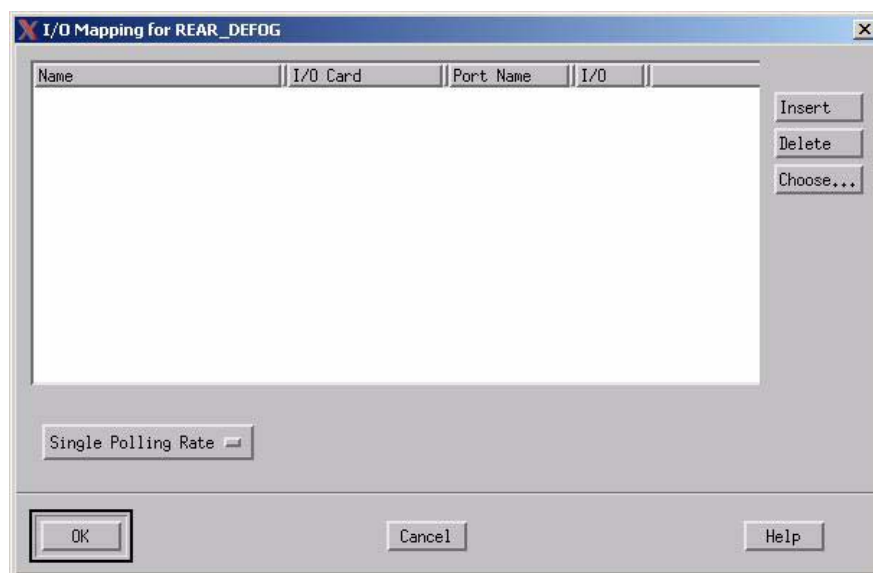 I/O Mapping for REAR_DEFOG
Name I/O Card Port Name I/O
Insert
Delete
Choose...
Single Polling Rate
OK Cancel Help